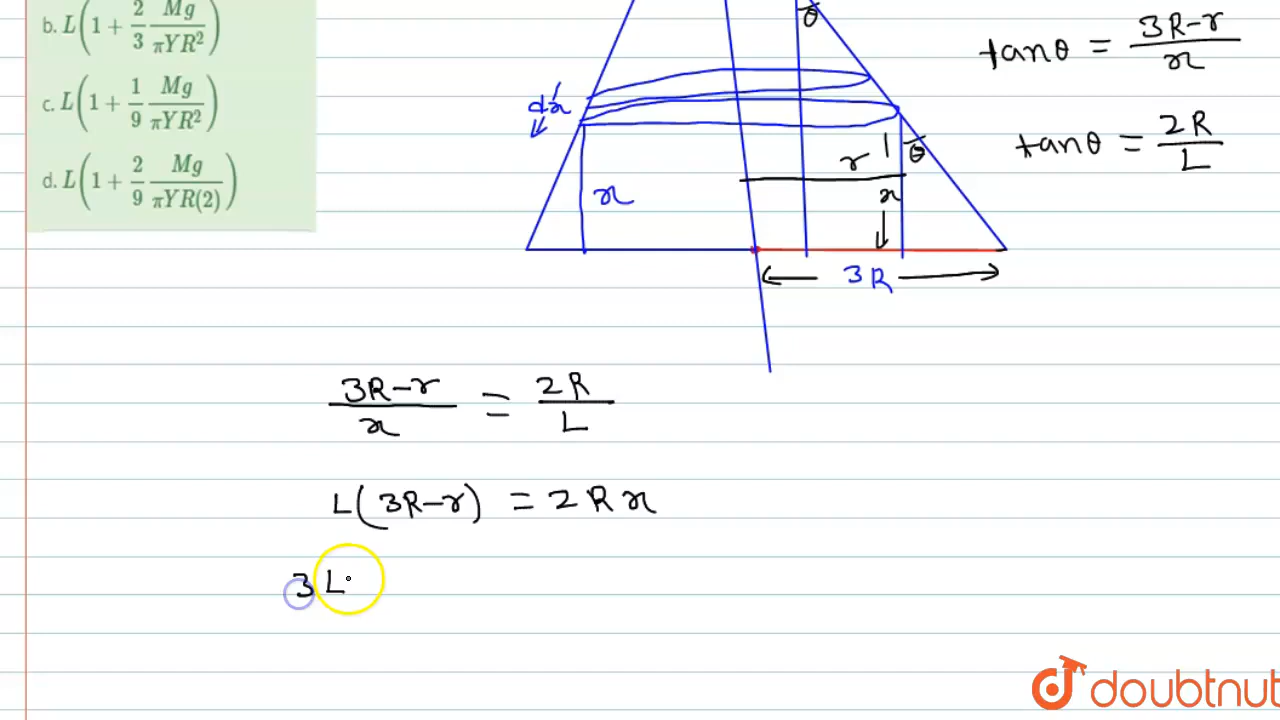 b. L(1 + 2/3 Mg/πYR²)
c. L(1 + 1/9 Mg/πYR²)
d. L(1 + 2/9 Mg/πYR(2))
θ
tanθ = 3R-r/x
tanθ = 2R/L
dx'
r
θ
x
x
3R
3R-r/x = 2R/L
L(3R-r) = 2Rx
3L
doubtnut